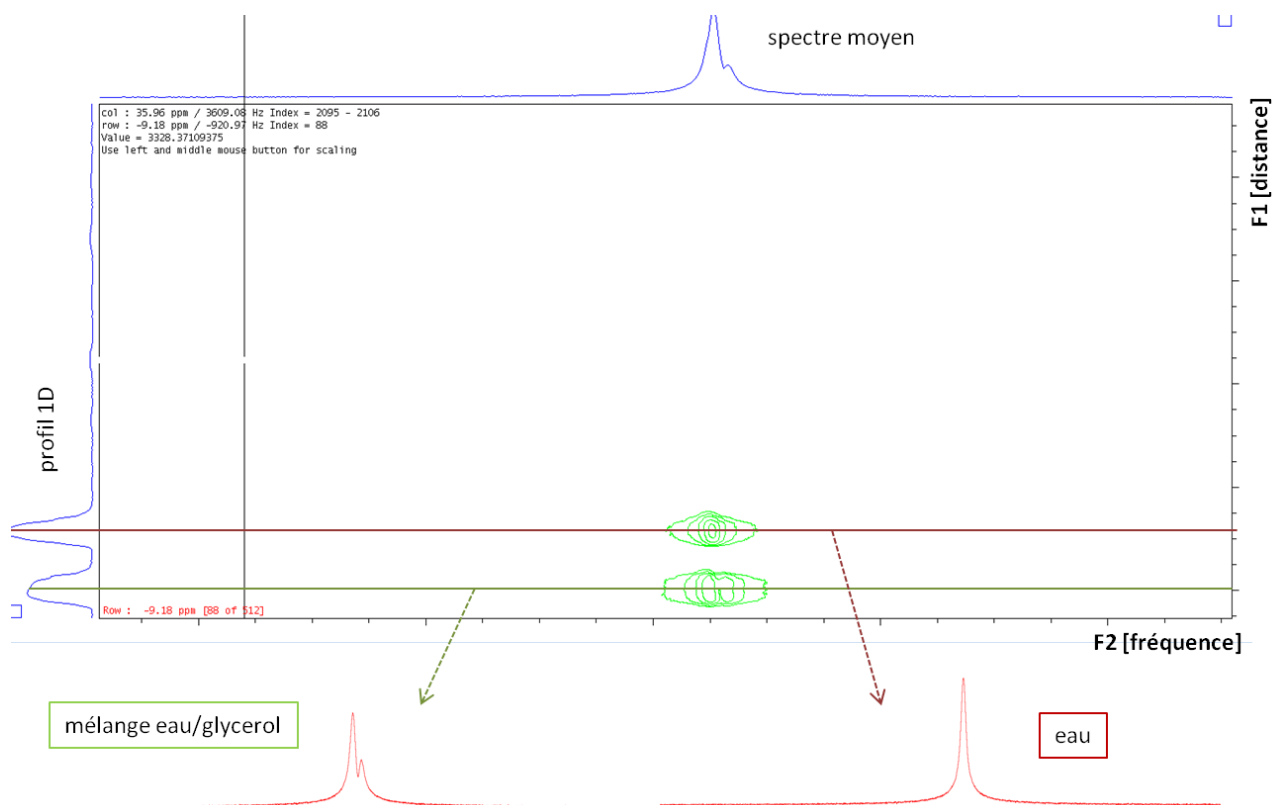 spectre moyen
col : 35.96 ppm / 3609.08 Hz Index = 2095 - 2106
row : -9.18 ppm / -920.97 Hz Index = 88
Value = 3328.37109375
Use left and middle mouse button for scaling
F1 [distance]
profil 1D
Row : -9.18 ppm [88 of 512]
F2 [fréquence]
mélange eau/glycerol
eau